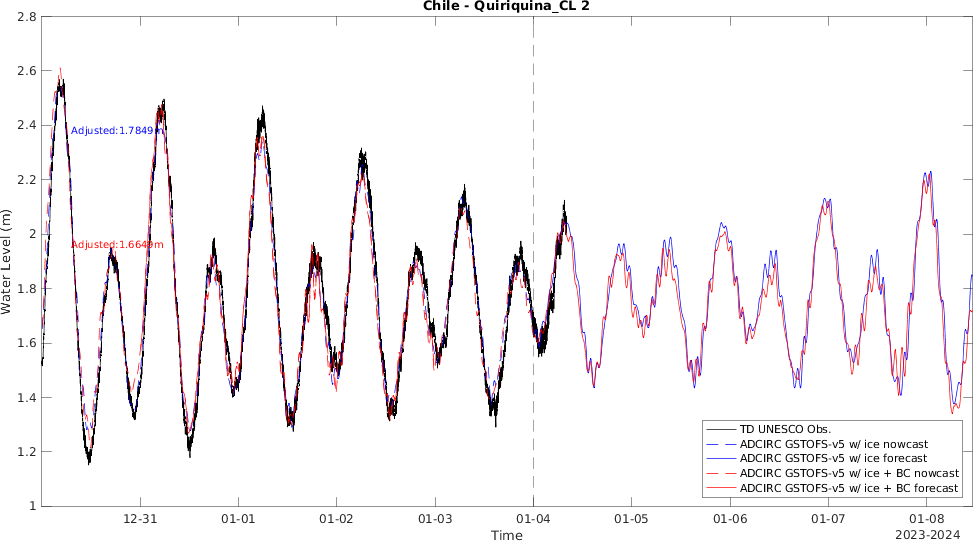 Chile - Quiriquina_CL 2
2.8
2.6
2.4
2.2
2
1.8
1.6
1.4
1.2
1
Water Level (m)
Adjusted:1.7849m
Adjusted:1.6649m
TD UNESCO Obs.
ADCIRC GSTOFS-v5 w/ ice nowcast
ADCIRC GSTOFS-v5 w/ ice forecast
ADCIRC GSTOFS-v5 w/ ice + BC nowcast
ADCIRC GSTOFS-v5 w/ ice + BC forecast
12-31 01-01 01-02 01-03 01-04 01-05 01-06 01-07 01-08
Time
2023-2024